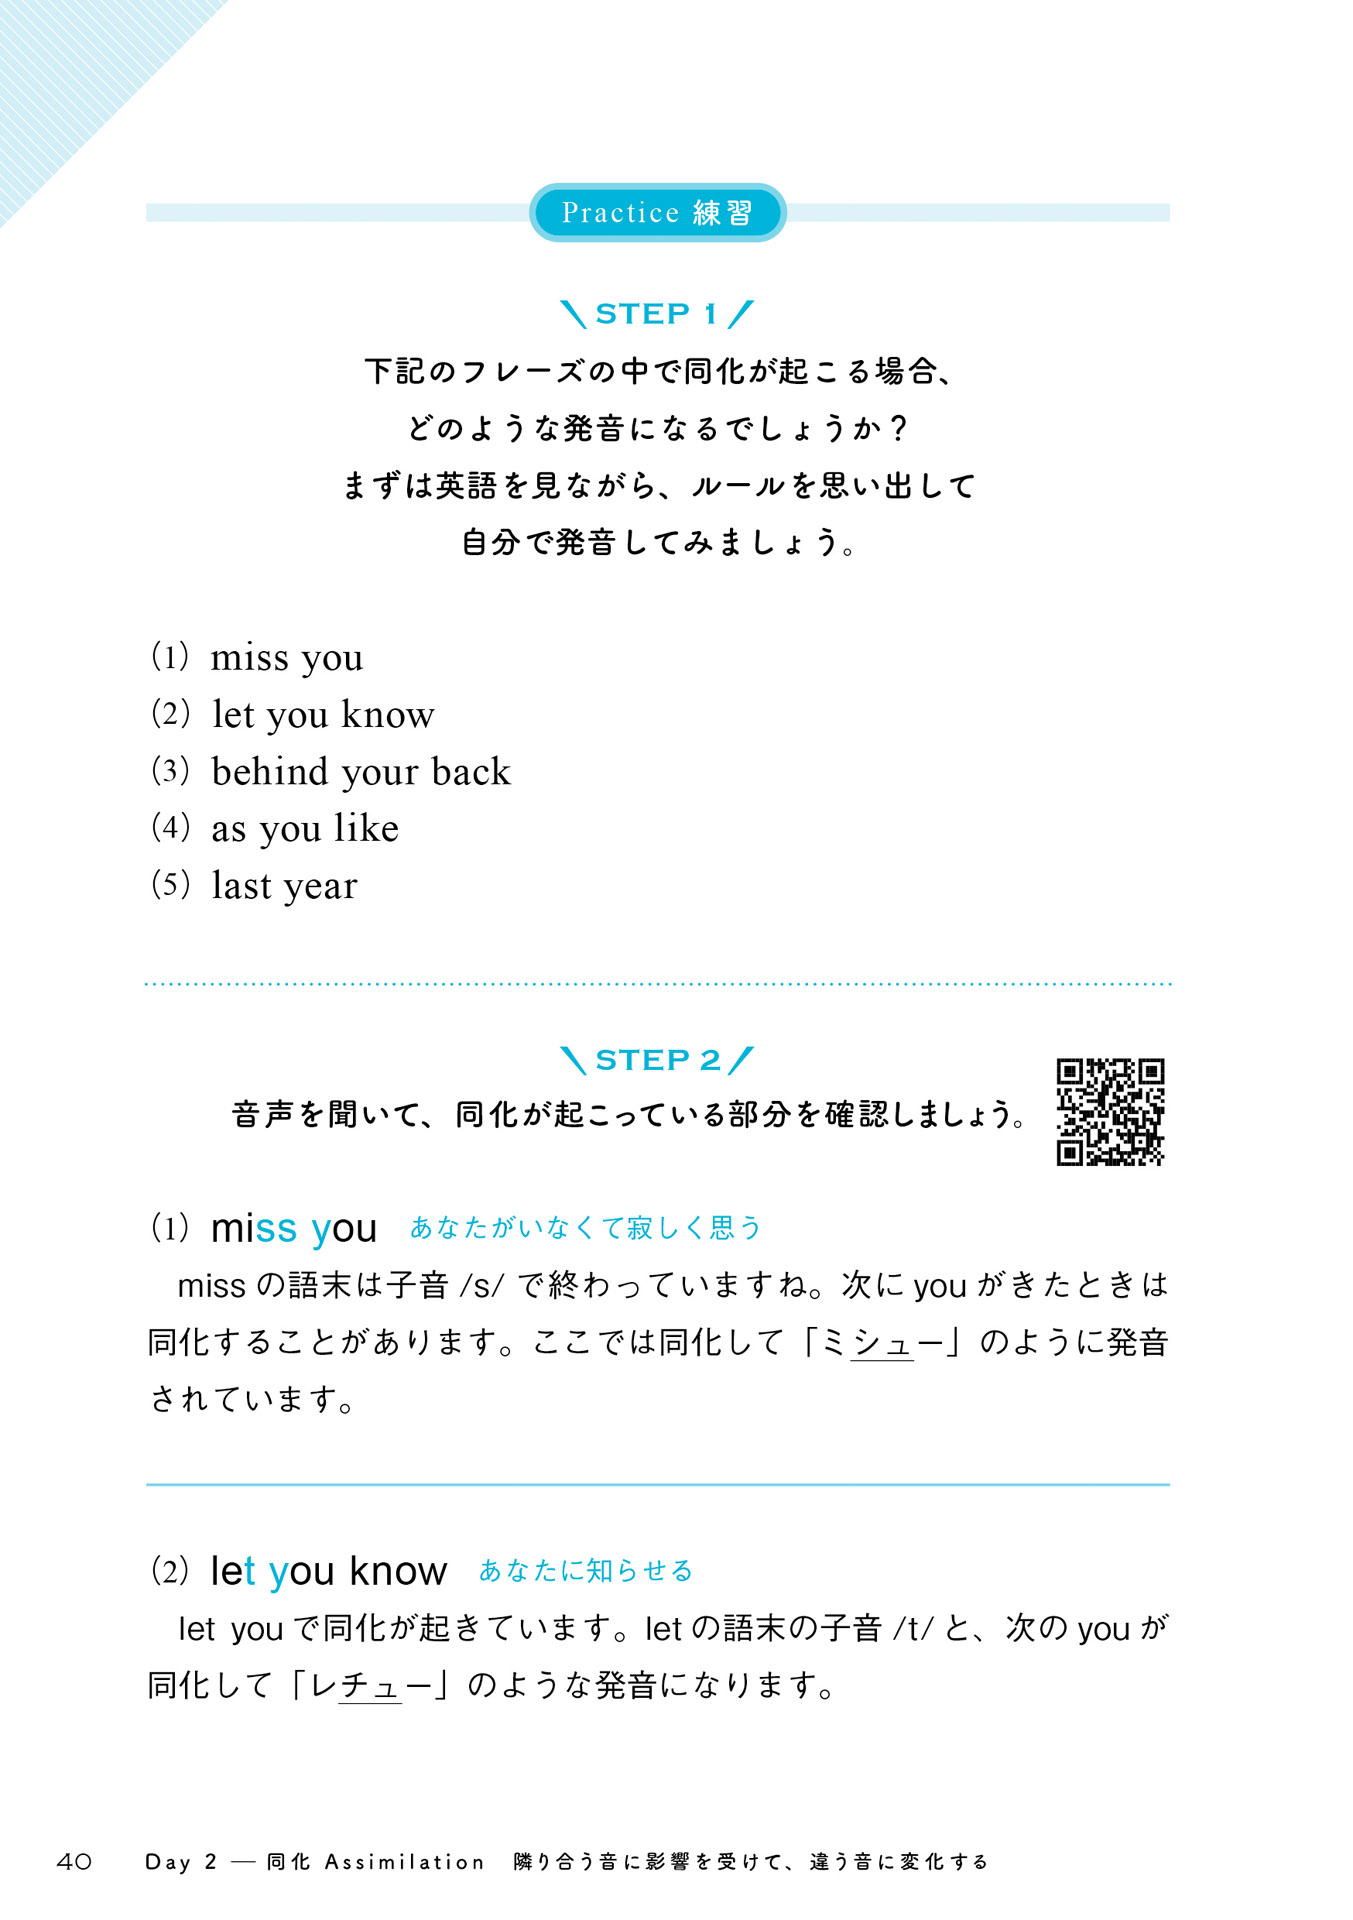 Practice 練習
STEP 1
下記のフレーズの中で同化が起こる場合、
どのような発音になるでしょうか？
まずは英語を見ながら、ルールを思い出して
自分で発音してみましょう。
（1）miss you
（2）let you know
（3）behind your back
（4）as you like
（5）last year
STEP 2
音声を聞いて、同化が起こっている部分を確認しましょう。
（1）miss you　あなたがいなくて寂しく思う
miss の語末は子音 /s/ で終わっていますね。次に you がきたときは
同化することがあります。ここでは同化して「ミシュー」のように発音
されています。
（2）let you know　あなたに知らせる
let you で同化が起きています。let の語末の子音 /t/ と、次の you が
同化して「レチュー」のような発音になります。
40　Day 2 — 同化 Assimilation　隣り合う音に影響を受けて、違う音に変化する